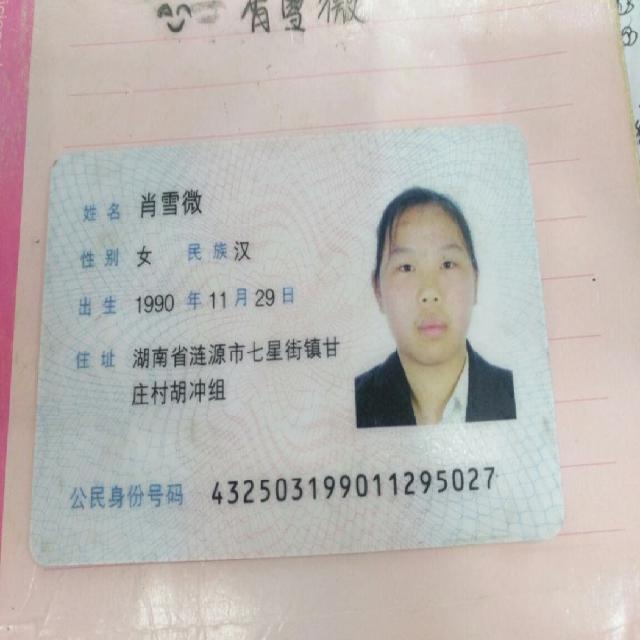 雪微
姓名 肖雪微
性别 女 民族 汉
出生 1990 年 11 月 29 日
住址 湖南省涟源市七星街镇甘
庄村胡冲组
公民身份号码 432503199011295027